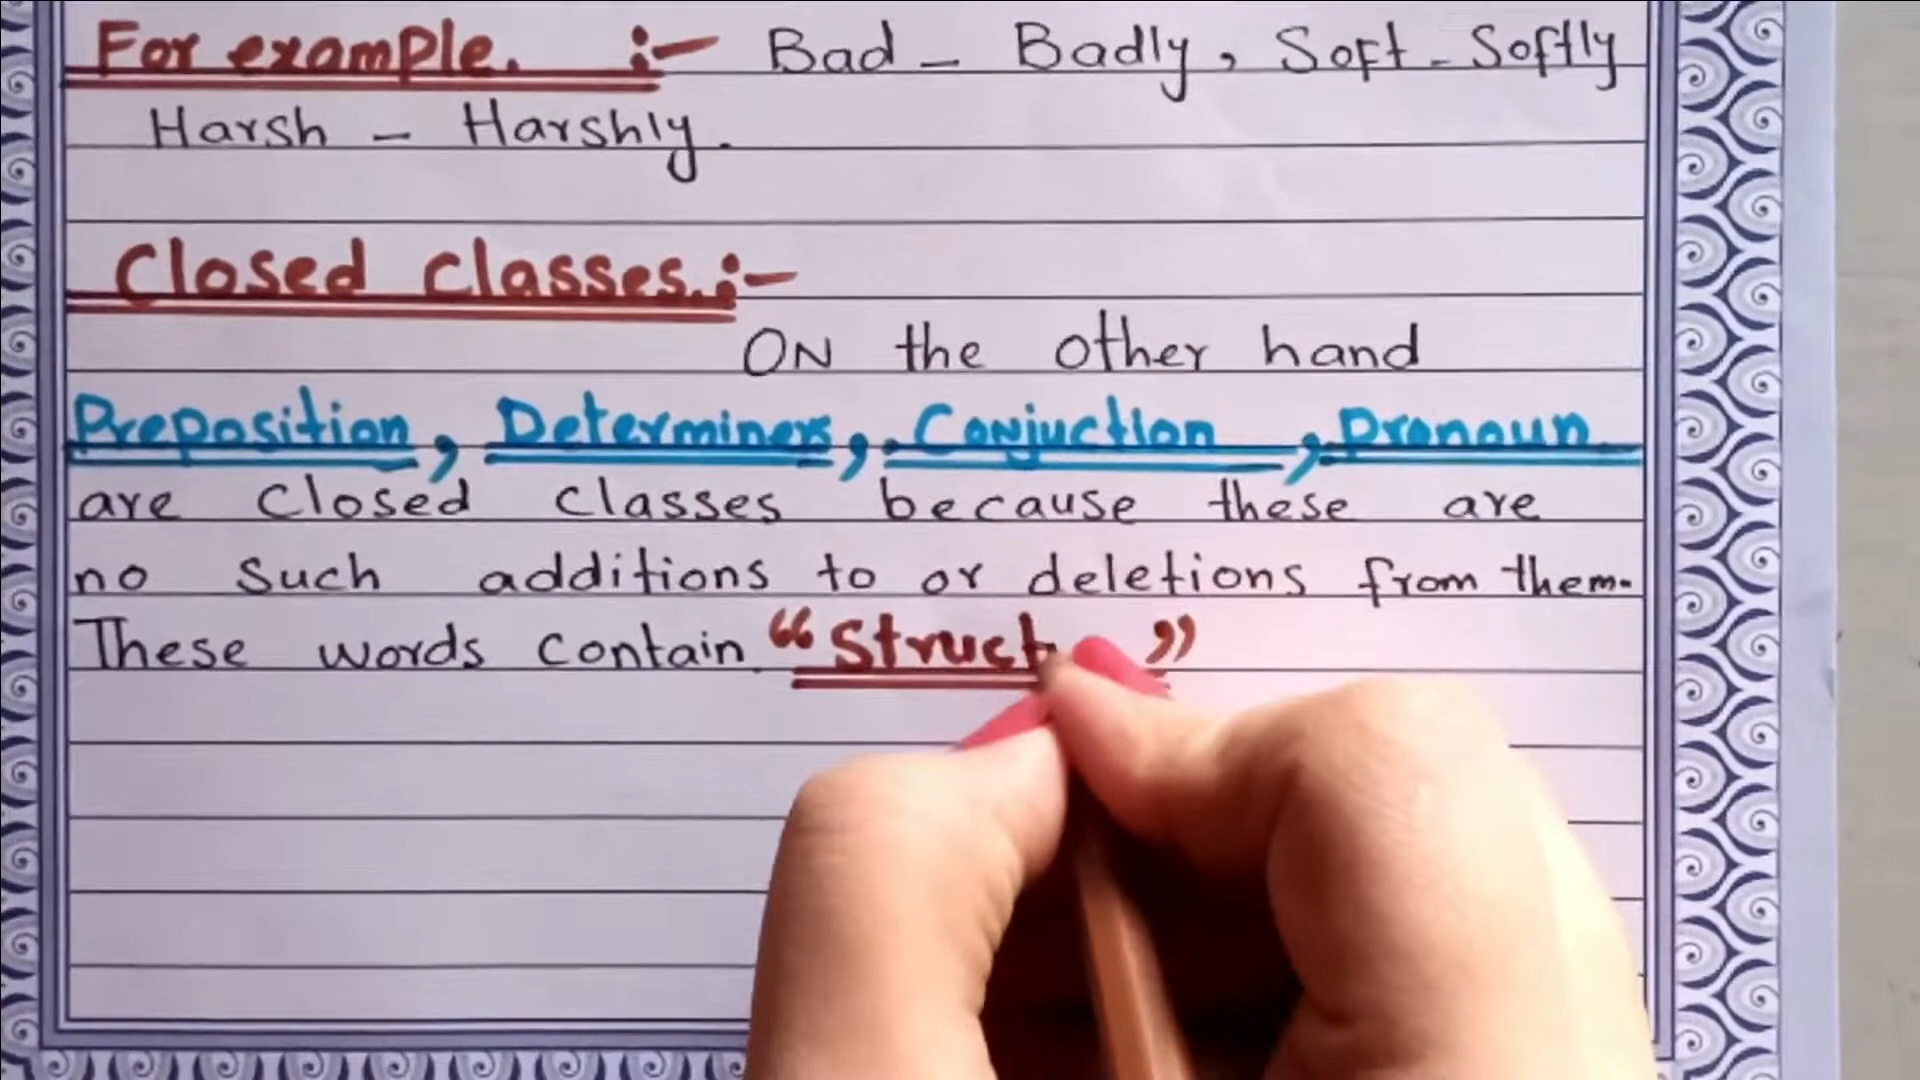 For example. :- Bad - Badly, Soft - Softly
Harsh - Harshly.
Closed Classes. :-
ON the other hand
Preposition, Determiners, Conjuction, Pronoun
are Closed Classes because these are
no Such additions to or deletions from them.
These words contain "Struct "